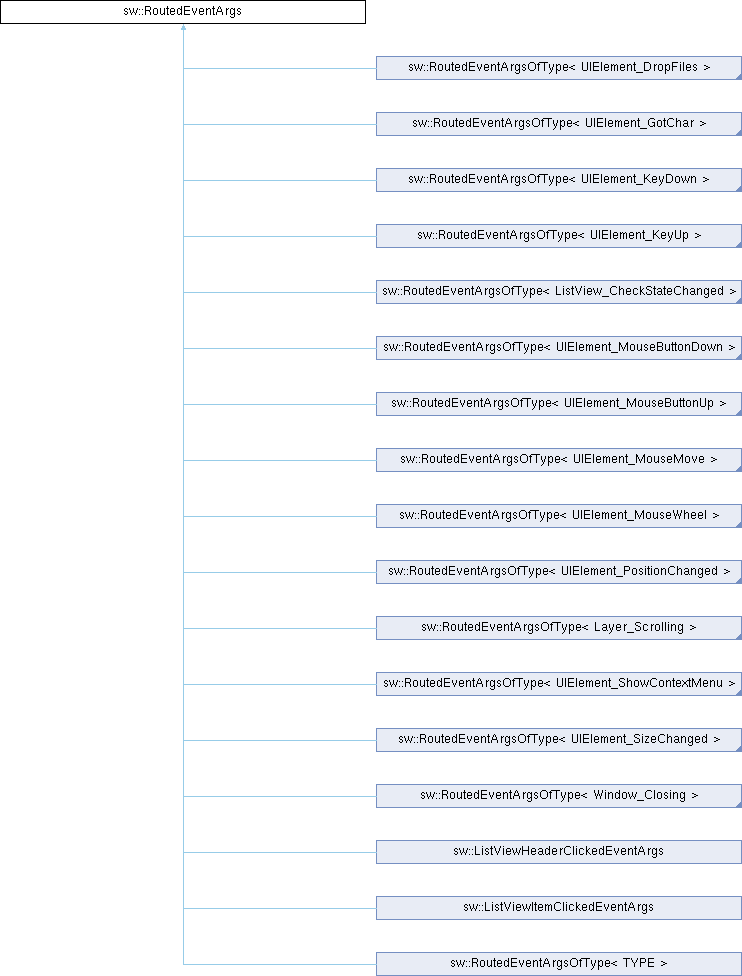 sw::RoutedEventArgs
sw::RoutedEventArgsOfType< UIElement_DropFiles >
sw::RoutedEventArgsOfType< UIElement_GotChar >
sw::RoutedEventArgsOfType< UIElement_KeyDown >
sw::RoutedEventArgsOfType< UIElement_KeyUp >
sw::RoutedEventArgsOfType< ListView_CheckStateChanged >
sw::RoutedEventArgsOfType< UIElement_MouseButtonDown >
sw::RoutedEventArgsOfType< UIElement_MouseButtonUp >
sw::RoutedEventArgsOfType< UIElement_MouseMove >
sw::RoutedEventArgsOfType< UIElement_MouseWheel >
sw::RoutedEventArgsOfType< UIElement_PositionChanged >
sw::RoutedEventArgsOfType< Layer_Scrolling >
sw::RoutedEventArgsOfType< UIElement_ShowContextMenu >
sw::RoutedEventArgsOfType< UIElement_SizeChanged >
sw::RoutedEventArgsOfType< Window_Closing >
sw::ListViewHeaderClickedEventArgs
sw::ListViewItemClickedEventArgs
sw::RoutedEventArgsOfType< TYPE >